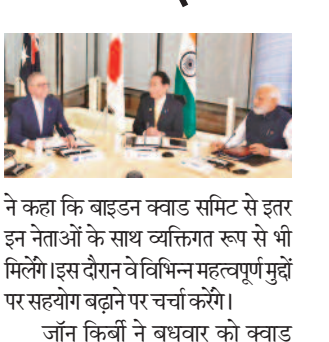 ने कहा कि बाइडन क्वाड समिट से इतर
इन नेताओं के साथ व्यक्तिगत रूप से भी
मिलेंगे। इस दौरान वे विभिन्न महत्वपूर्ण मुद्दों
पर सहयोग बढ़ाने पर चर्चा करेंगे।
जॉन किर्बी ने बुधवार को क्वाड